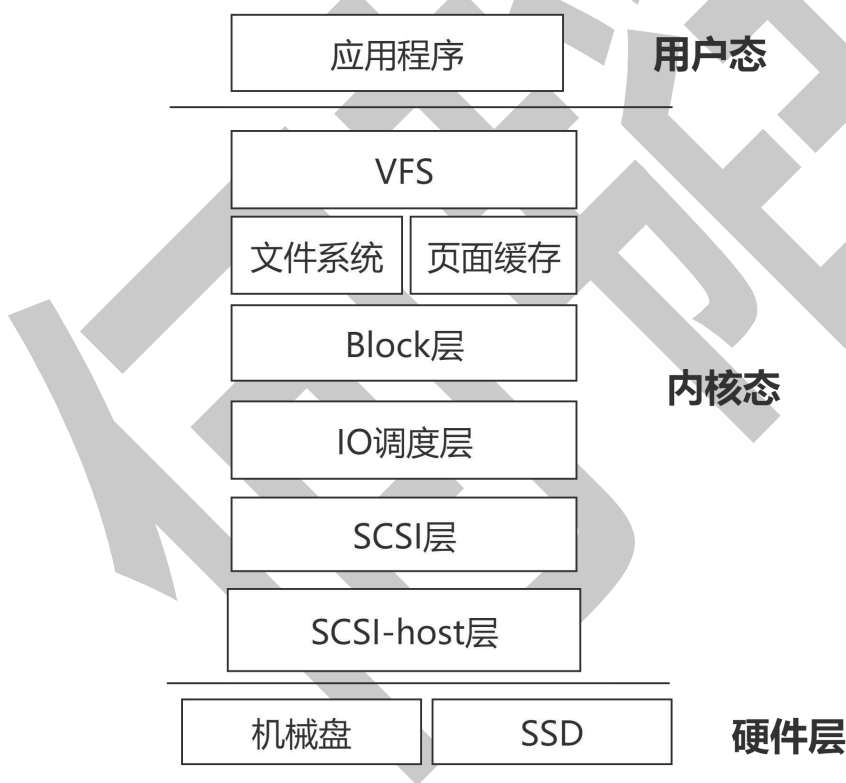 应用程序 用户态
VFS
文件系统 页面缓存
Block层
内核态
IO调度层
SCSI层
SCSI-host层
机械盘 SSD 硬件层